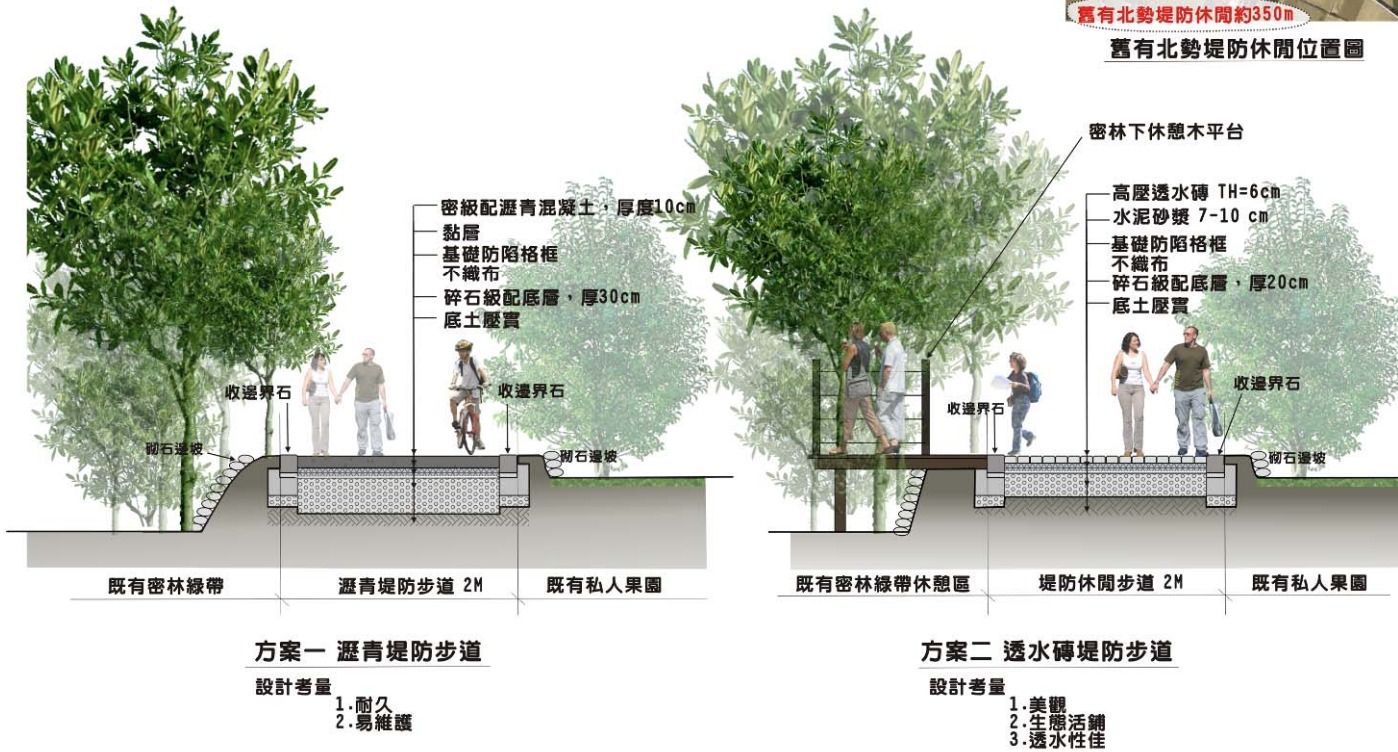 舊有北勢堤防休閒約350m
舊有北勢堤防休閒位置圖
密級配瀝青混凝土，厚度10cm
黏層
基礎防陷格框
不織布
碎石級配底層，厚30cm
底土壓實
收邊界石
收邊界石
砌石邊坡
砌石邊坡
既有密林綠帶
瀝青堤防步道 2M
既有私人果園
方案一 瀝青堤防步道
設計考量
1.耐久
2.易維護
密林下休憩木平台
高壓透水磚 TH=6cm
水泥砂漿 7-10 cm
基礎防陷格框
不織布
碎石級配底層，厚20cm
底土壓實
收邊界石
收邊界石
砌石邊坡
既有密林綠帶休憩區
堤防休閒步道 2M
既有私人果園
方案二 透水磚堤防步道
設計考量
1.美觀
2.生態活鋪
3.透水性佳